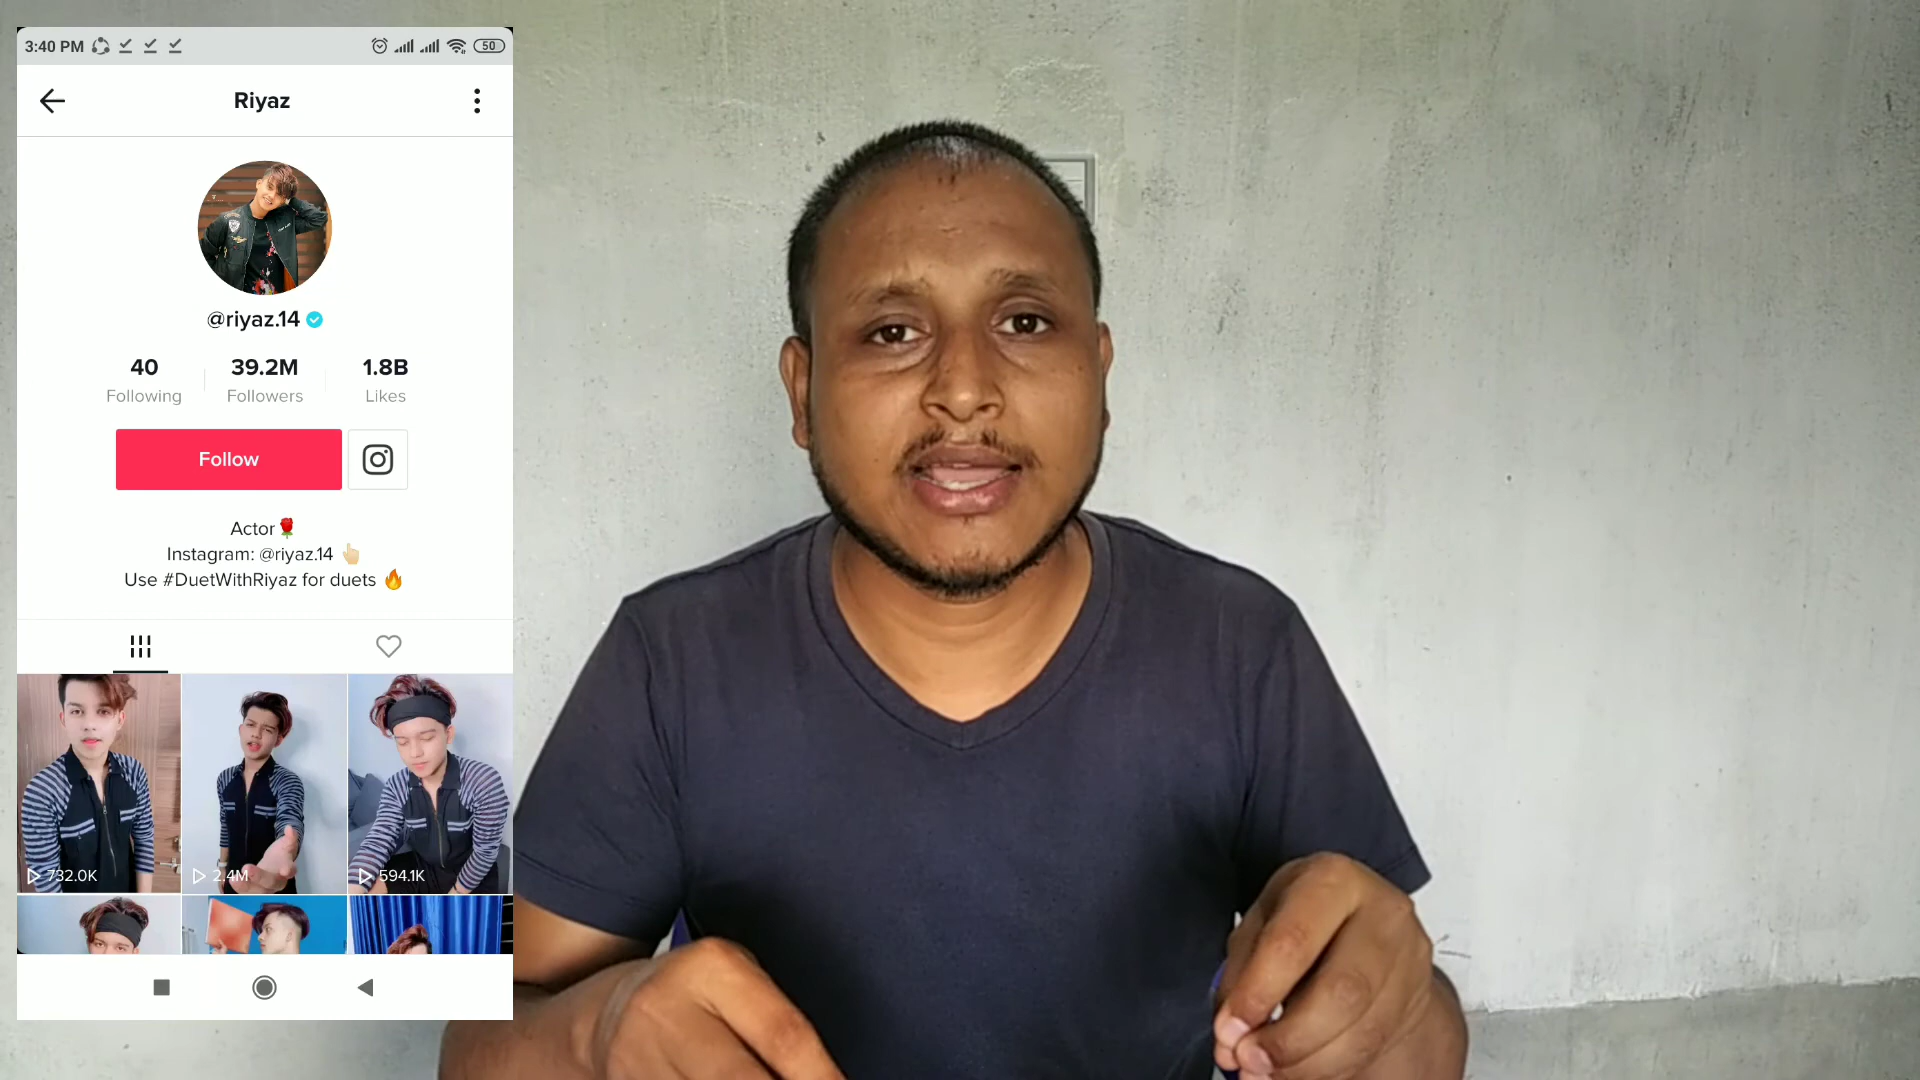 3:40 PM
50
Riyaz
@riyaz.14
40
39.2M
1.8B
Following
Followers
Likes
Follow
Actor🌹
Instagram: @riyaz.14 👆🏻
Use #DuetWithRiyaz for duets 🔥
732.0K
2.4M
594.1K